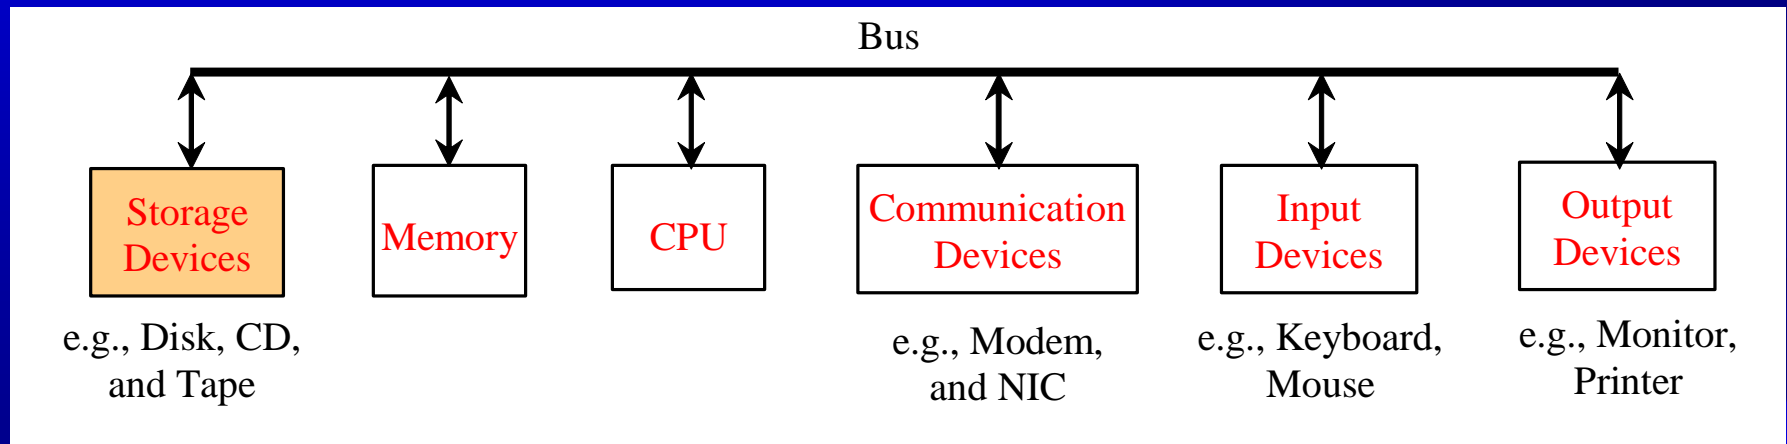 Bus
Storage
Devices
Memory
CPU
Communication
Devices
Input
Devices
Output
Devices
e.g., Disk, CD,
and Tape
e.g., Modem,
and NIC
e.g., Keyboard,
Mouse
e.g., Monitor,
Printer